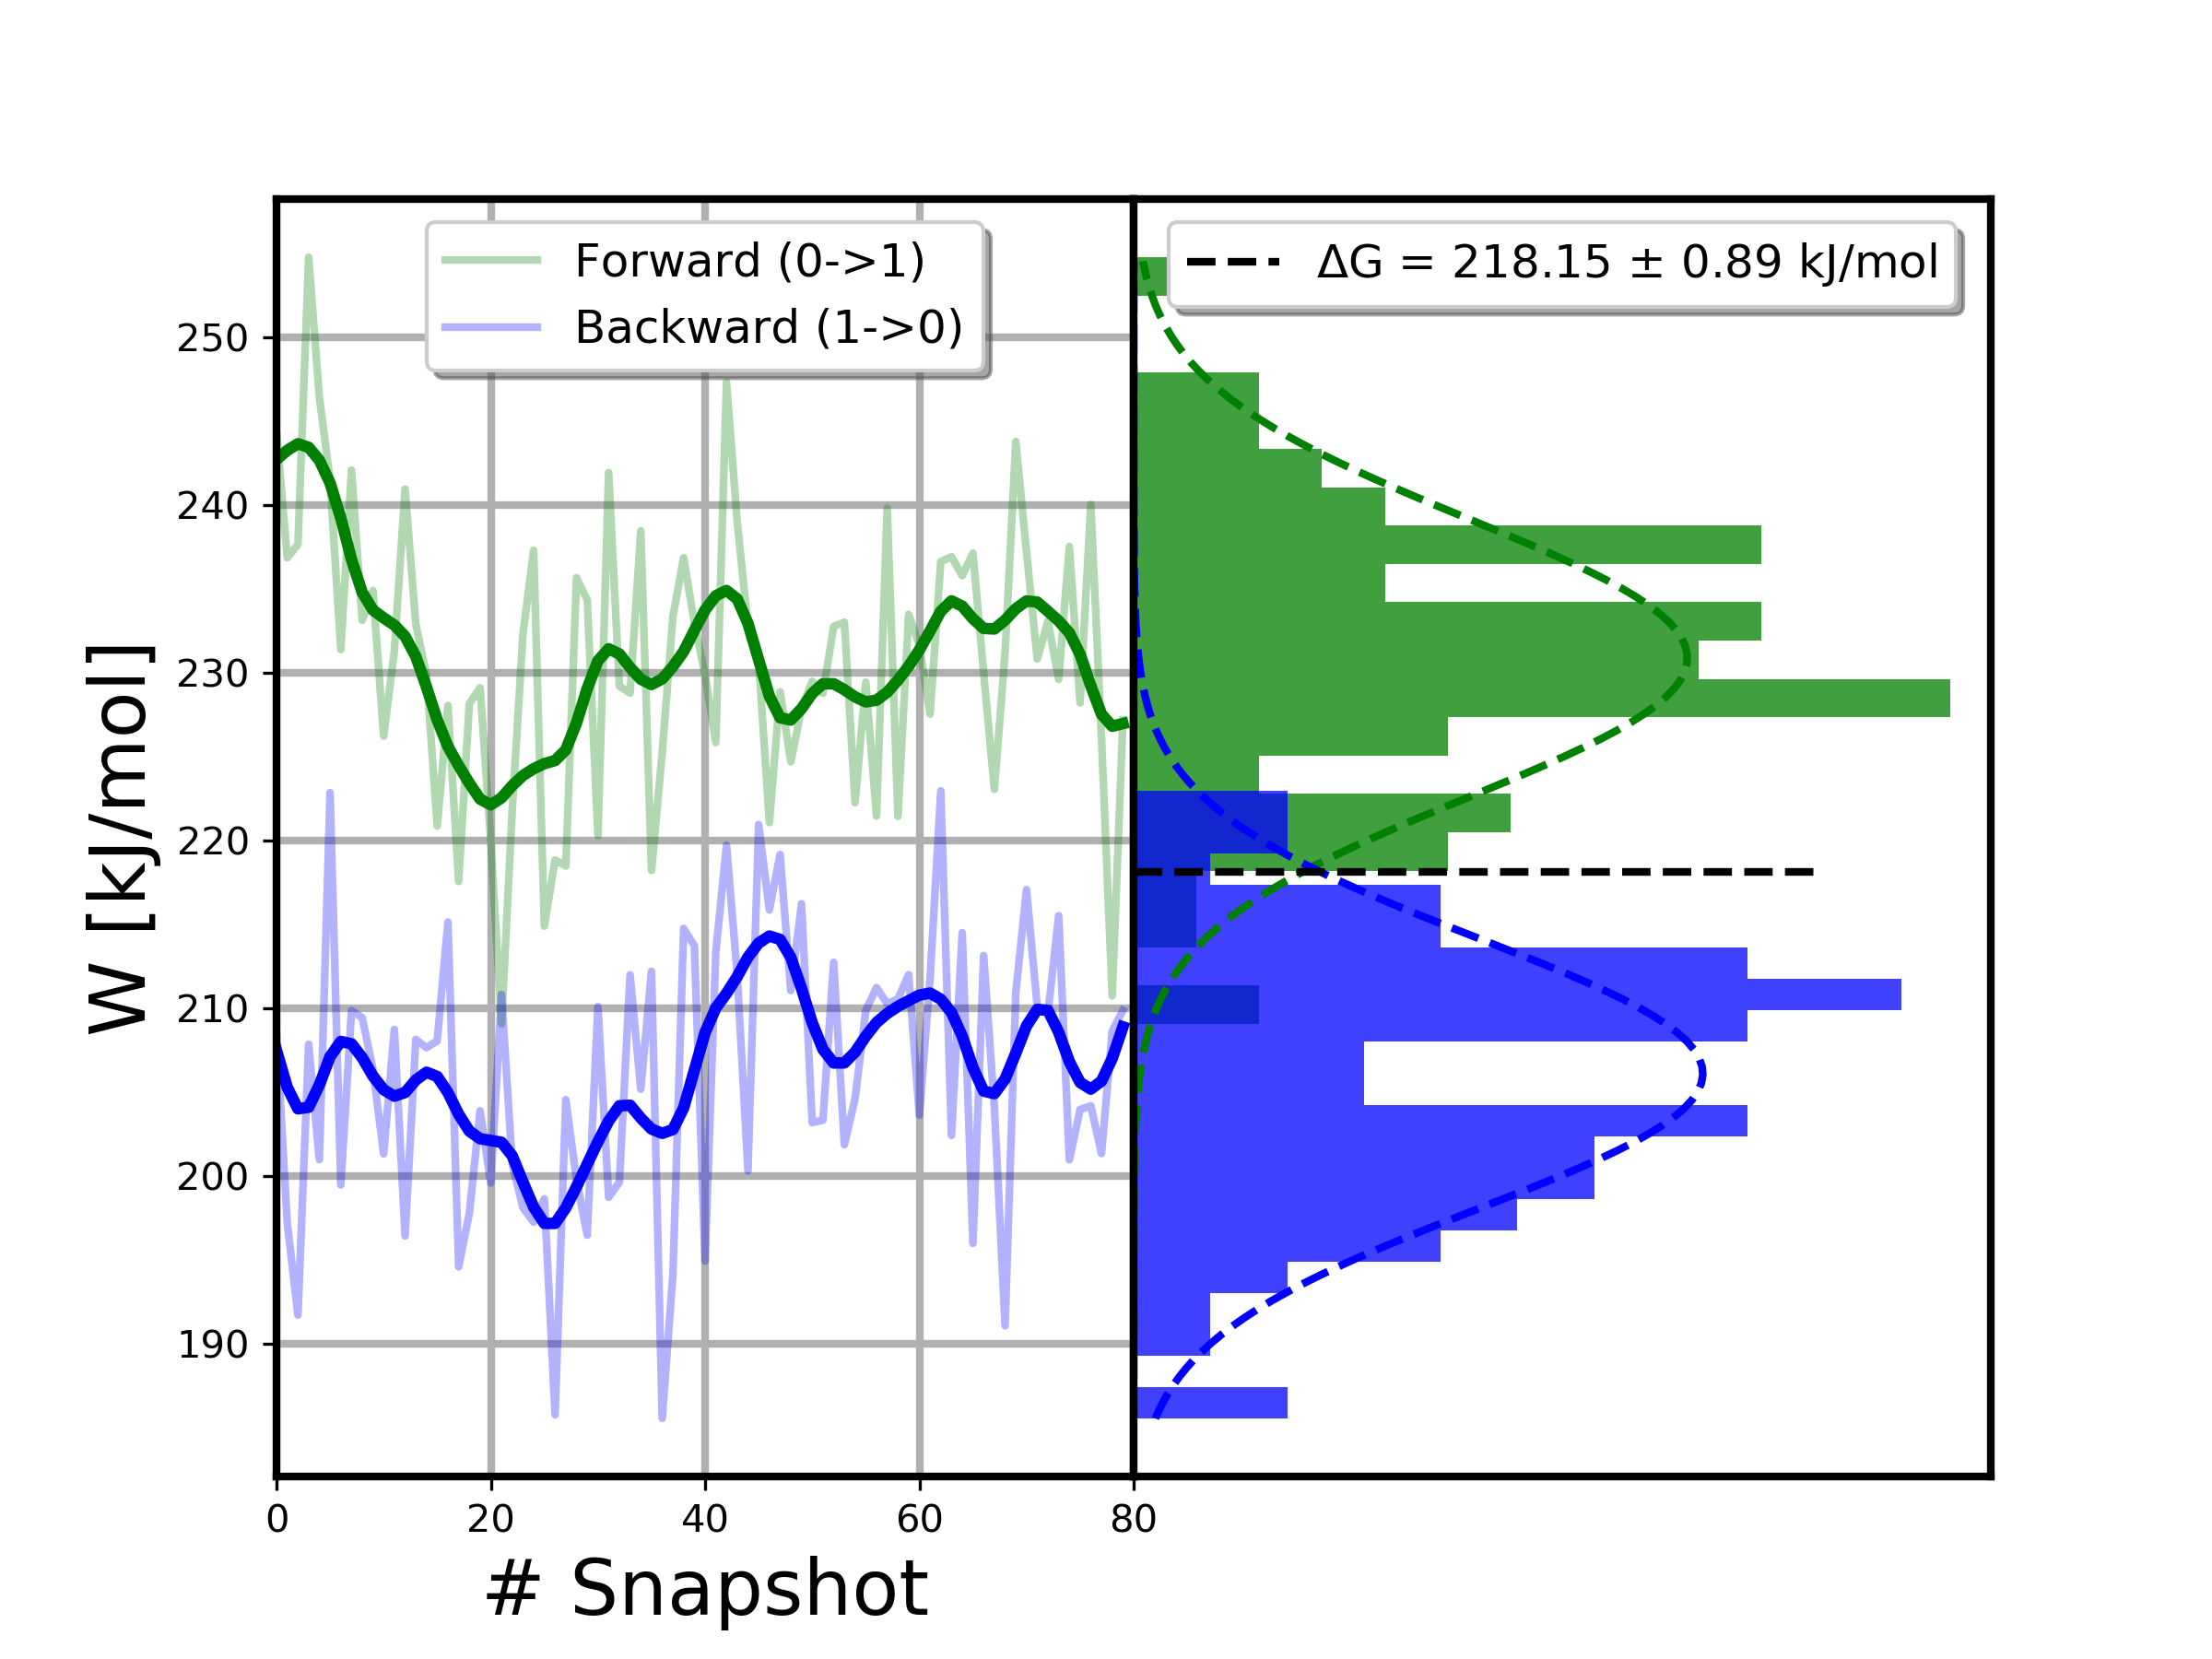 Forward (0->1)
Backward (1->0)
ΔG = 218.15 ± 0.89 kJ/mol
W [kJ/mol]
250
240
230
220
210
200
190
0
20
40
60
80
# Snapshot